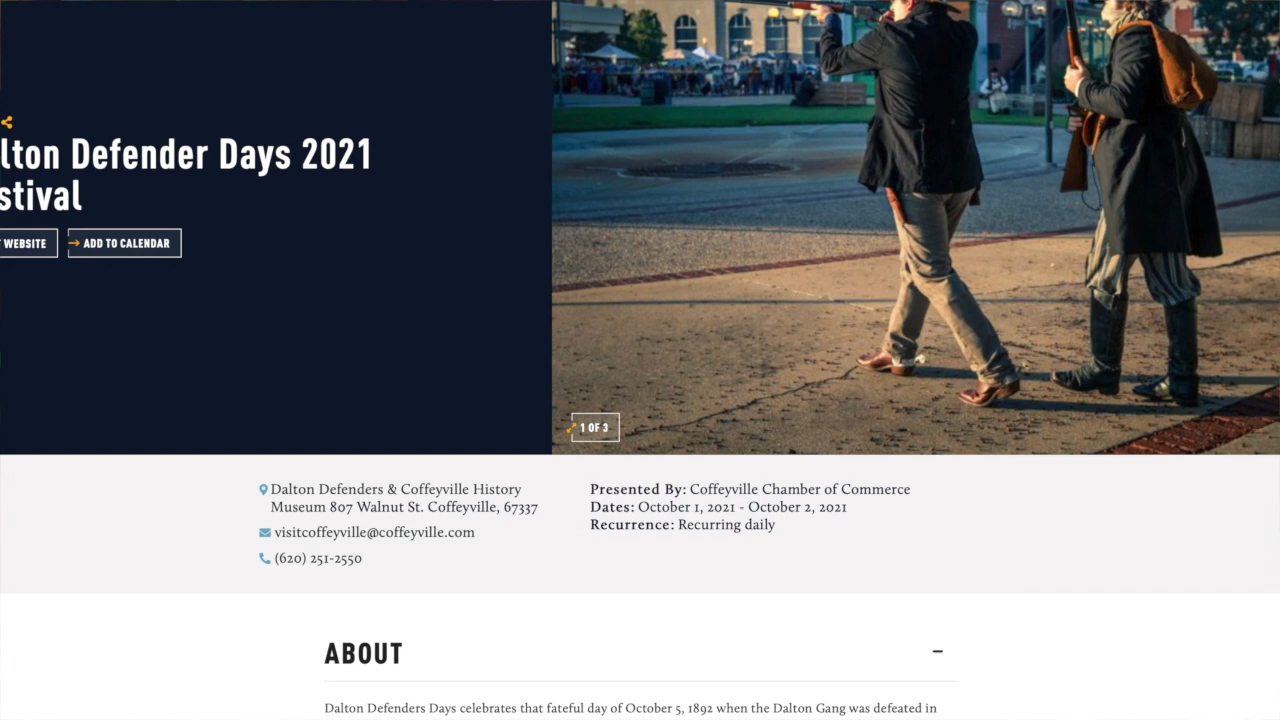 lton Defender Days 2021
stival
WEBSITE
ADD TO CALENDAR
1 OF 3
Dalton Defenders & Coffeyville History
Museum 807 Walnut St. Coffeyville, 67337
visitcoffeyville@coffeyville.com
(620) 251-2550
Presented By: Coffeyville Chamber of Commerce
Dates: October 1, 2021 - October 2, 2021
Recurrence: Recurring daily
ABOUT
Dalton Defenders Days celebrates that fateful day of October 5, 1892 when the Dalton Gang was defeated in